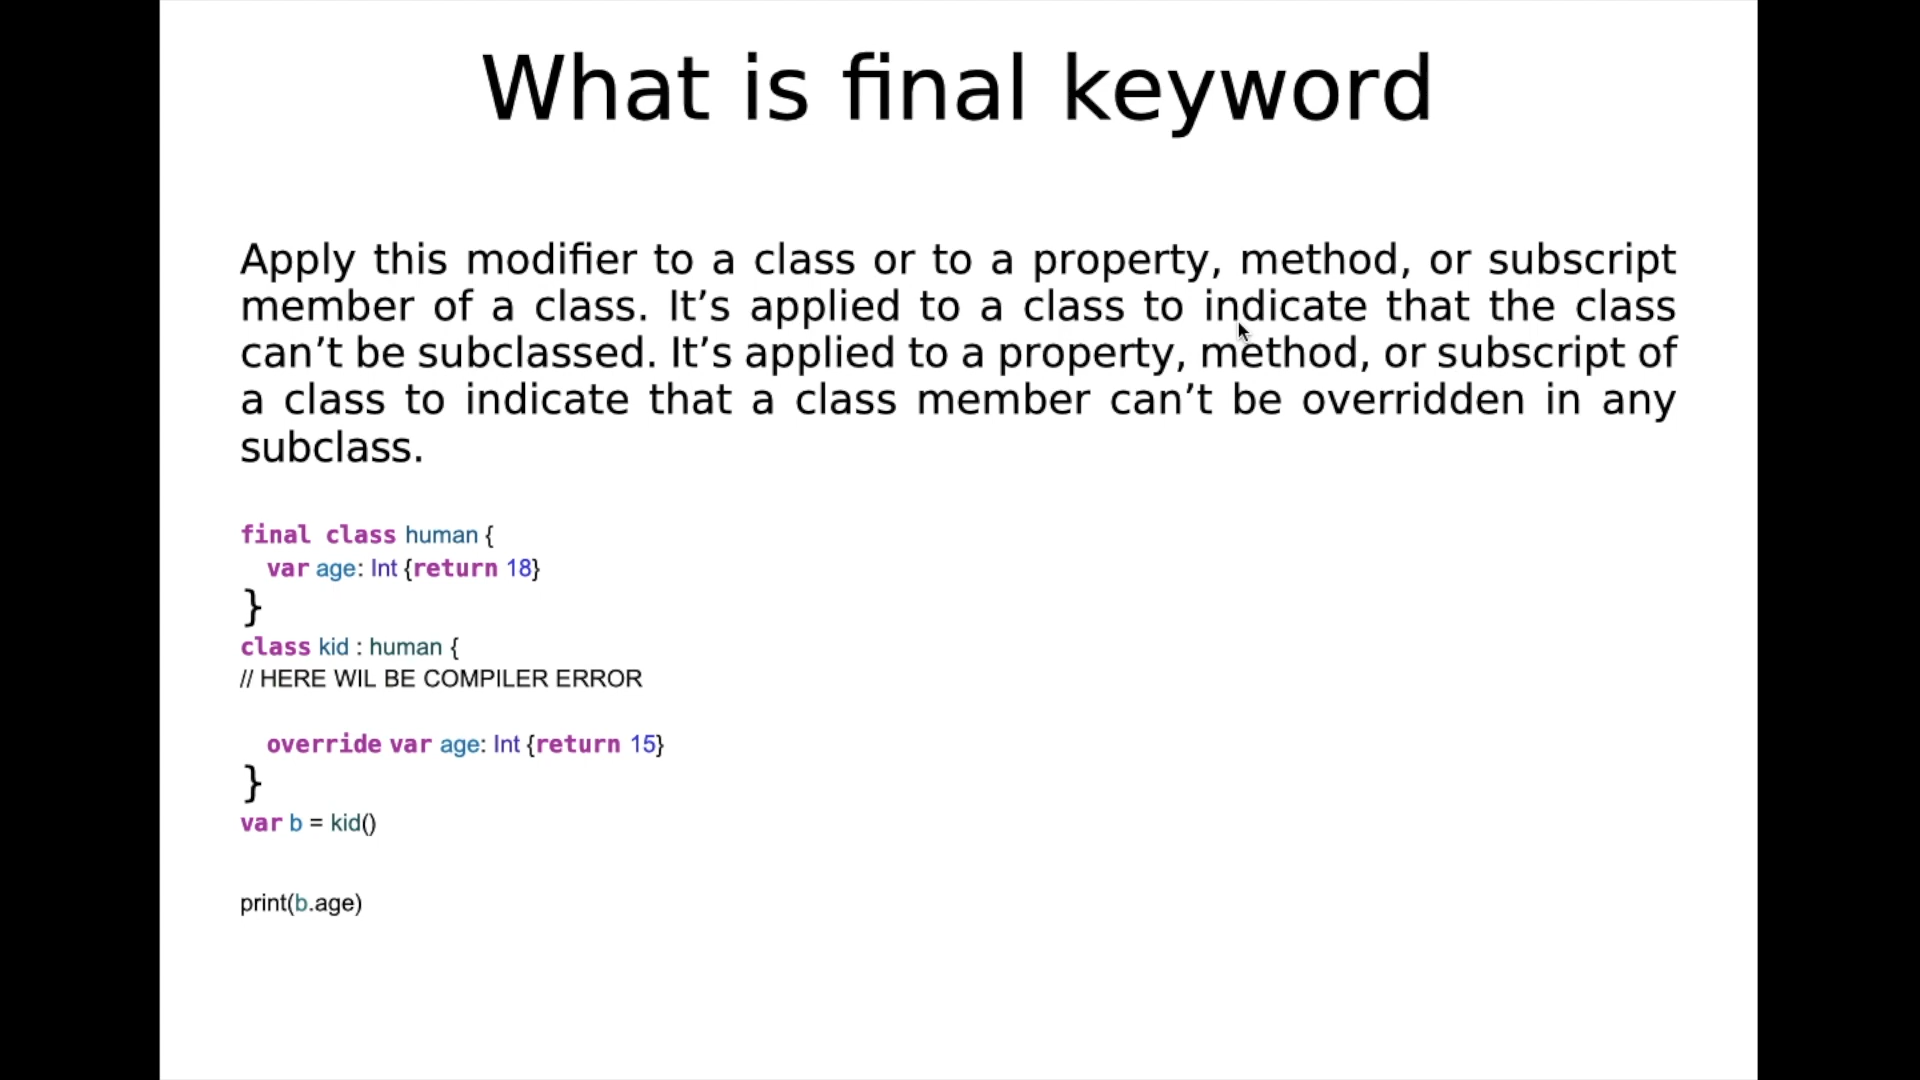 What is final keyword
Apply this modifier to a class or to a property, method, or subscript
member of a class. It’s applied to a class to indicate that the class
can’t be subclassed. It’s applied to a property, method, or subscript of
a class to indicate that a class member can’t be overridden in any
subclass.
final class human {
var age: Int {return 18}
}
class kid : human {
// HERE WIL BE COMPILER ERROR
override var age: Int {return 15}
}
var b = kid()
print(b.age)